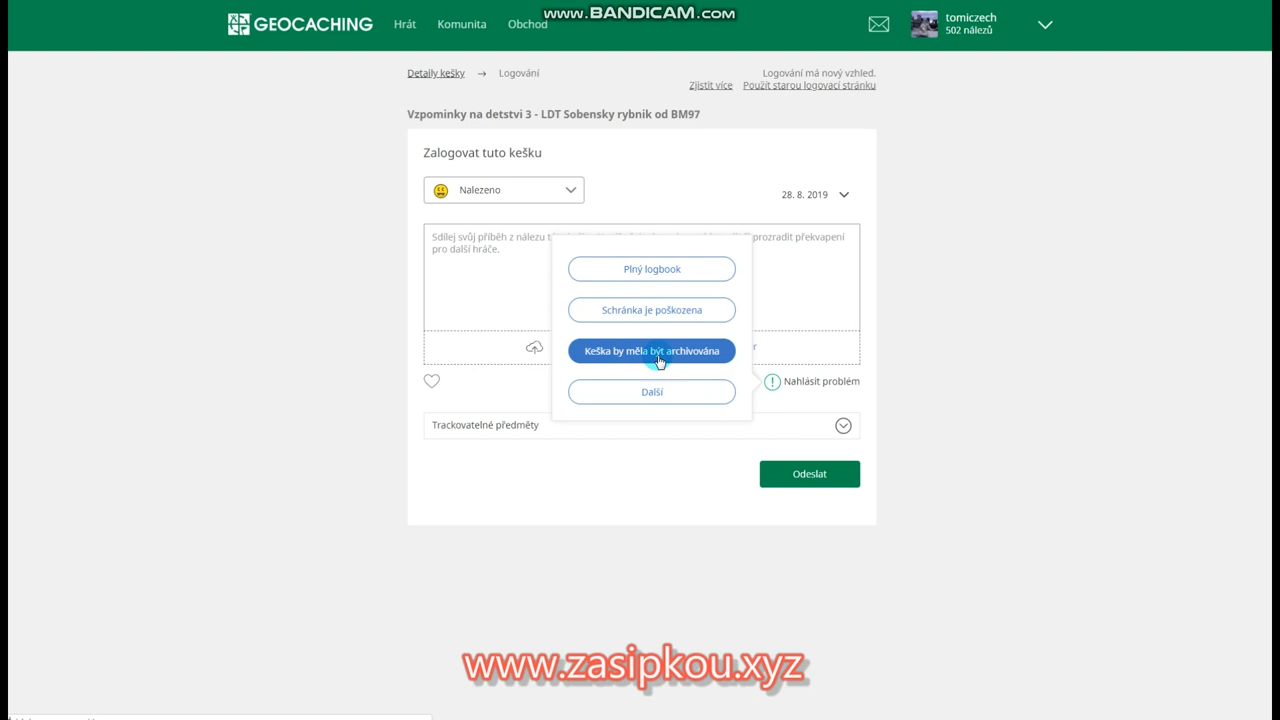 www.BANDICAM.com
GEOCACHING
Hrát
Komunita
Obchod
tomiczech
502 nálezů
Detaily kešky → Logování
Logování má nový vzhled.
Zjistit více
Použít starou logovací stránku
Vzpominky na detstvi 3 - LDT Sobensky rybnik od BM97
Zalogovat tuto kešku
Nalezeno
28. 8. 2019
Sdílej svůj příběh z nálezu
prozradit překvapení
pro další hráče.
Plný logbook
Schránka je poškozena
Keška by měla být archivována
Další
Nahlásit problém
Trackovatelné předměty
Odeslat
www.zasipkou.xyz